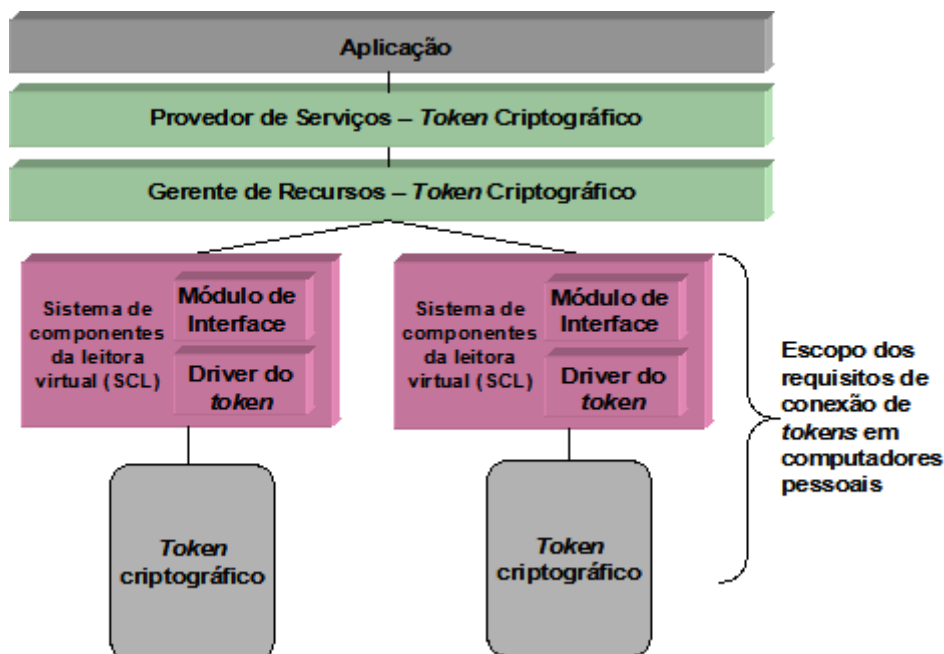 Aplicação
Provedor de Serviços – Token Criptográfico
Gerente de Recursos – Token Criptográfico
Sistema de
componentes
da leitora
virtual (SCL)
Módulo de
Interface
Driver do
token
Sistema de
componentes
da leitora
virtual (SCL)
Módulo de
Interface
Driver do
token
Escopo dos
requisitos de
conexão de
tokens em
computadores
pessoais
Token
criptográfico
Token
criptográfico